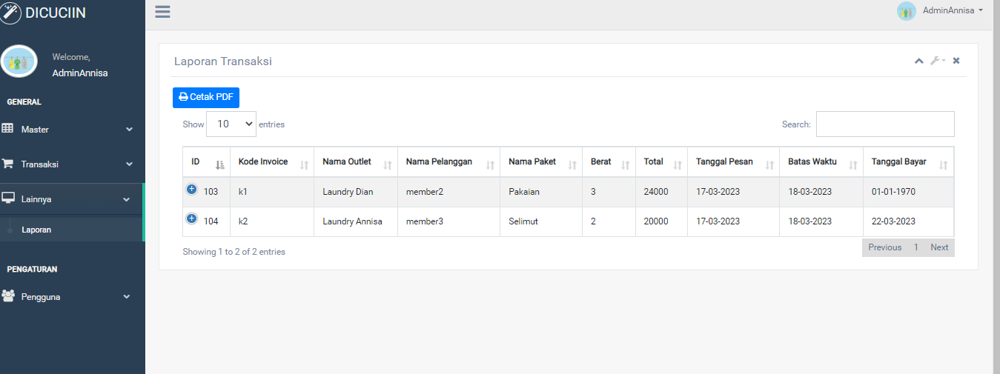 DICUCIIN
AdminAnnisa
Welcome,
AdminAnnisa
GENERAL
Master
Transaksi
Lainnya
Laporan
PENGATURAN
Pengguna
Laporan Transaksi
Cetak PDF
Show 10 entries
Search:
ID Kode Invoice Nama Outlet Nama Pelanggan Nama Paket Berat Total Tanggal Pesan Batas Waktu Tanggal Bayar
103 k1 Laundry Dian member2 Pakaian 3 24000 17-03-2023 18-03-2023 01-01-1970
104 k2 Laundry Annisa member3 Selimut 2 20000 17-03-2023 18-03-2023 22-03-2023
Showing 1 to 2 of 2 entries
Previous 1 Next